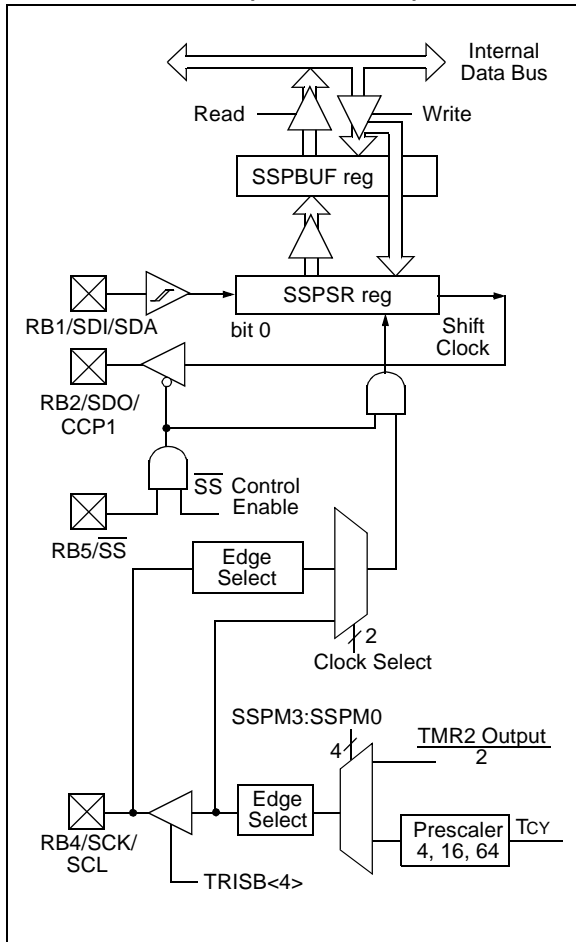 Internal
Data Bus
Read
Write
SSPBUF reg
SSPSR reg
RB1/SDI/SDA
bit 0
Shift
Clock
RB2/SDO/
CCP1
SS Control
Enable
RB5/SS
Edge
Select
2
Clock Select
SSPM3:SSPM0
4
TMR2 Output
2
Edge
Select
Prescaler
4, 16, 64
TCY
RB4/SCK/
SCL
TRISB<4>